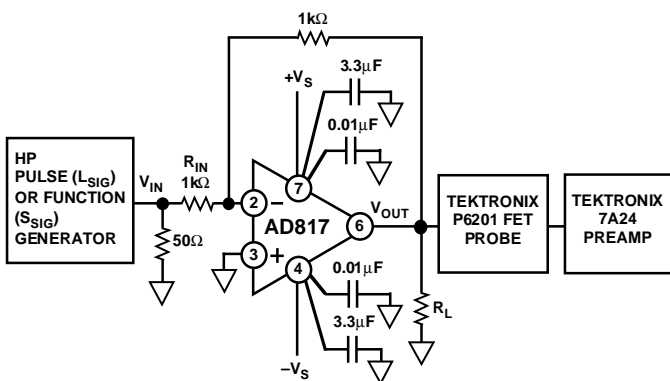 1kΩ
3.3μF
+VS
0.01μF
HP
PULSE (LSIG)
OR FUNCTION
(SSIG)
GENERATOR
VIN
RIN
1kΩ
50Ω
2
–
3
+
7
AD817
4
6
VOUT
TEKTRONIX
P6201 FET
PROBE
TEKTRONIX
7A24
PREAMP
0.01μF
3.3μF
RL
–VS